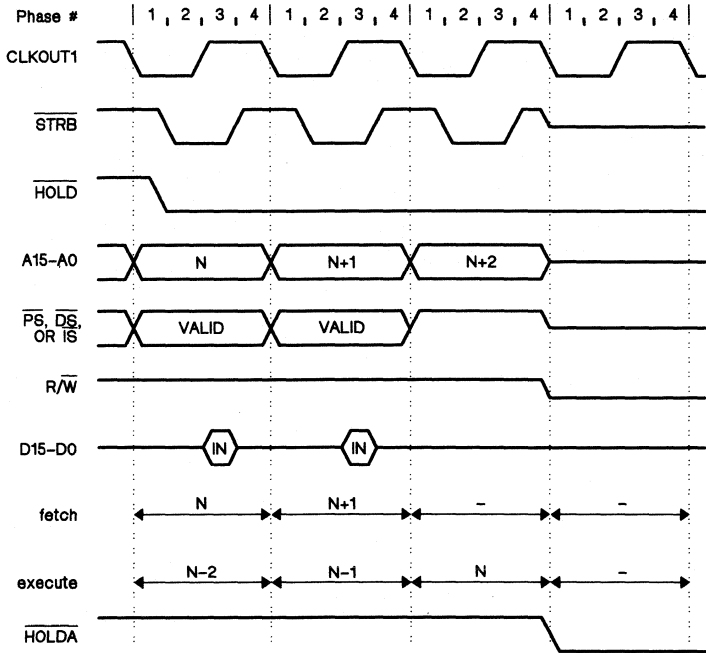 Phase # 1 2 3 4 1 2 3 4 1 2 3 4 1 2 3 4
CLKOUT1
STRB
HOLD
A15-A0 N N+1 N+2
PS, DS,
OR IS
VALID VALID
R/W
D15-D0 IN IN
fetch N N+1 - -
execute N-2 N-1 N -
HOLDA